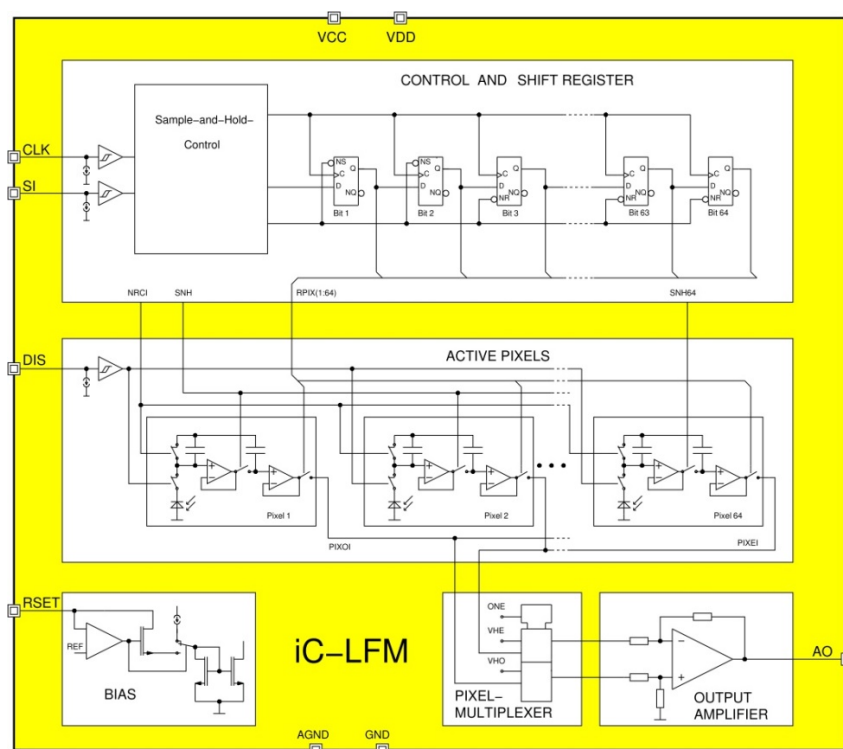 VCC
VDD
CONTROL AND SHIFT REGISTER
Sample-and-Hold-
Control
CLK
SI
NS
C
D
Q
NQ
Bit 1
NS
C
D
Q
NQ
Bit 2
Q
C
D
NQ
NR
Bit 3
Q
C
D
NQ
NR
Bit 63
Q
C
D
NQ
NR
Bit 64
NRCI
SNH
RPIX(1:64)
SNH64
DIS
ACTIVE PIXELS
Pixel 1
Pixel 2
Pixel 64
PIXOI
PIXEI
RSET
REF
BIAS
iC-LFM
ONE
VHE
VHO
PIXEL-
MULTIPLEXER
OUTPUT
AMPLIFIER
AO
AGND
GND